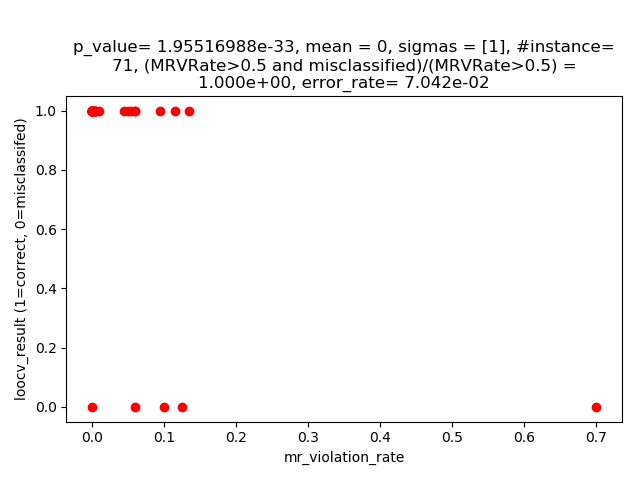 p_value= 1.95516988e-33, mean = 0, sigmas = [1], #instance=
71, (MRVRate>0.5 and misclassified)/(MRVRate>0.5) =
1.000e+00, error_rate= 7.042e-02
loocv_result (1=correct, 0=misclassifed)
1.0
0.8
0.6
0.4
0.2
0.0
0.0 0.1 0.2 0.3 0.4 0.5 0.6 0.7
mr_violation_rate